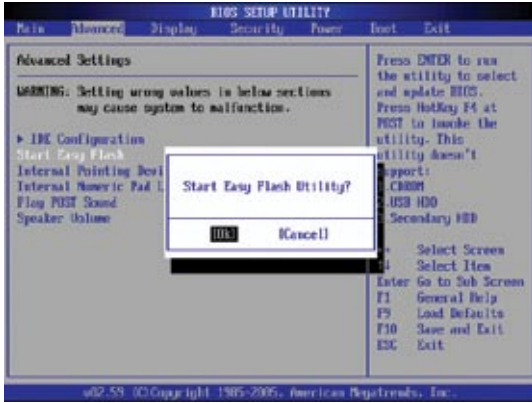 BIOS SETUP UTILITY
Main Advanced Display Security Power Boot Exit
Advanced Settings
WARNING: Setting wrong values in below sections
may cause system to malfunction.
▶ IDE Configuration
Start Easy Flash
Internal Pointing Devi
Internal Numeric Pad L
Play POST Sound
Speaker Volume
Start Easy Flash Utility?
[Ok] [Cancel]
Press ENTER to run
the utility to select
and update BIOS.
Press HotKey F4 at
POST to invoke the
utility. This
utility doesn't
support:
.CDROM
.USB HDD
.Secondary HDD
Select Screen
Select Item
Enter Go to Sub Screen
F1 General Help
F9 Load Defaults
F10 Save and Exit
ESC Exit
v02.59 (C)Copyright 1985-2005, American Megatrends, Inc.